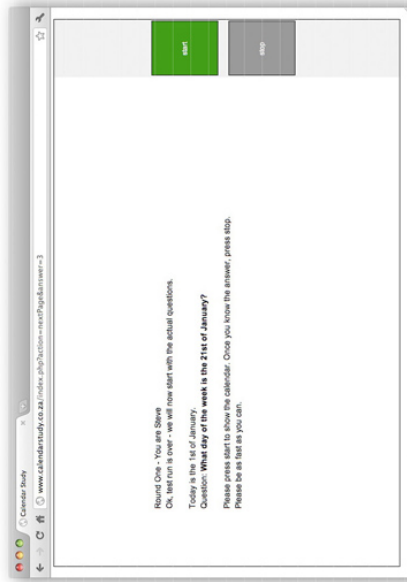 Calendar Study
www.calendarstudy.co.za/index.php?action=nextPage&answer=3
Round One - You are Steve
Ok, test run is over - we will now start with the actual questions.
Today is the 1st of January.
Question: What day of the week is the 21st of January?
Please press start to show the calendar. Once you know the answer, press stop.
Please be as fast as you can.
start
stop